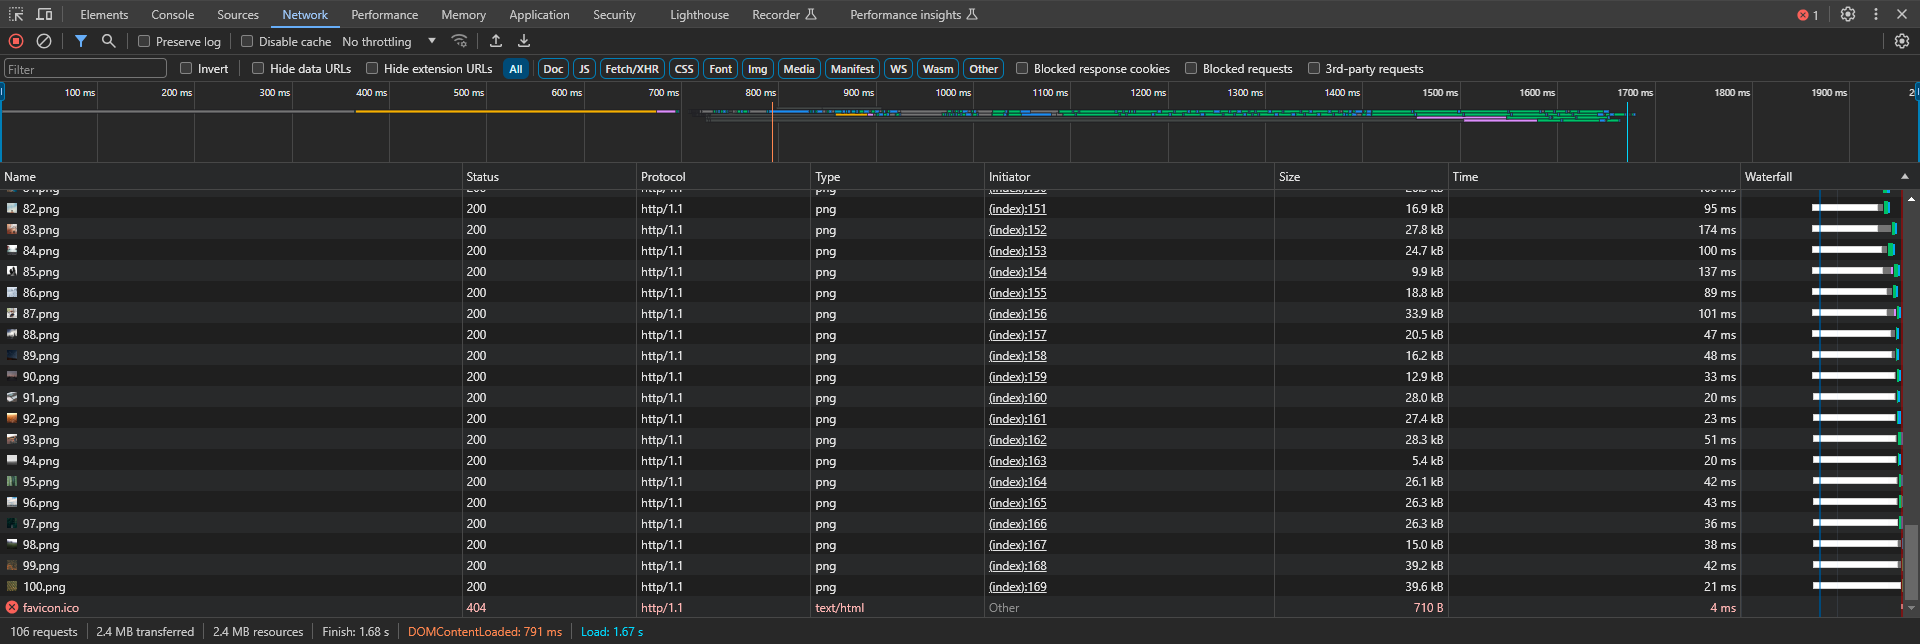 Elements Console Sources Network Performance Memory Application Security Lighthouse Recorder Performance insights 1
Preserve log Disable cache No throttling
Filter Invert Hide data URLs Hide extension URLs All Doc JS Fetch/XHR CSS Font Img Media Manifest WS Wasm Other Blocked response cookies Blocked requests 3rd-party requests
100 ms 200 ms 300 ms 400 ms 500 ms 600 ms 700 ms 800 ms 900 ms 1000 ms 1100 ms 1200 ms 1300 ms 1400 ms 1500 ms 1600 ms 1700 ms 1800 ms 1900 ms
Name Status Protocol Type Initiator Size Time Waterfall
82.png 200 http/1.1 png (index):151 16.9 kB 95 ms
83.png 200 http/1.1 png (index):152 27.8 kB 174 ms
84.png 200 http/1.1 png (index):153 24.7 kB 100 ms
85.png 200 http/1.1 png (index):154 9.9 kB 137 ms
86.png 200 http/1.1 png (index):155 18.8 kB 89 ms
87.png 200 http/1.1 png (index):156 33.9 kB 101 ms
88.png 200 http/1.1 png (index):157 20.5 kB 47 ms
89.png 200 http/1.1 png (index):158 16.2 kB 48 ms
90.png 200 http/1.1 png (index):159 12.9 kB 33 ms
91.png 200 http/1.1 png (index):160 28.0 kB 20 ms
92.png 200 http/1.1 png (index):161 27.4 kB 23 ms
93.png 200 http/1.1 png (index):162 28.3 kB 51 ms
94.png 200 http/1.1 png (index):163 5.4 kB 20 ms
95.png 200 http/1.1 png (index):164 26.1 kB 42 ms
96.png 200 http/1.1 png (index):165 26.3 kB 43 ms
97.png 200 http/1.1 png (index):166 26.3 kB 36 ms
98.png 200 http/1.1 png (index):167 15.0 kB 38 ms
99.png 200 http/1.1 png (index):168 39.2 kB 42 ms
100.png 200 http/1.1 png (index):169 39.6 kB 21 ms
favicon.ico 404 http/1.1 text/html Other 710 B 4 ms
106 requests 2.4 MB transferred 2.4 MB resources Finish: 1.68 s DOMContentLoaded: 791 ms Load: 1.67 s